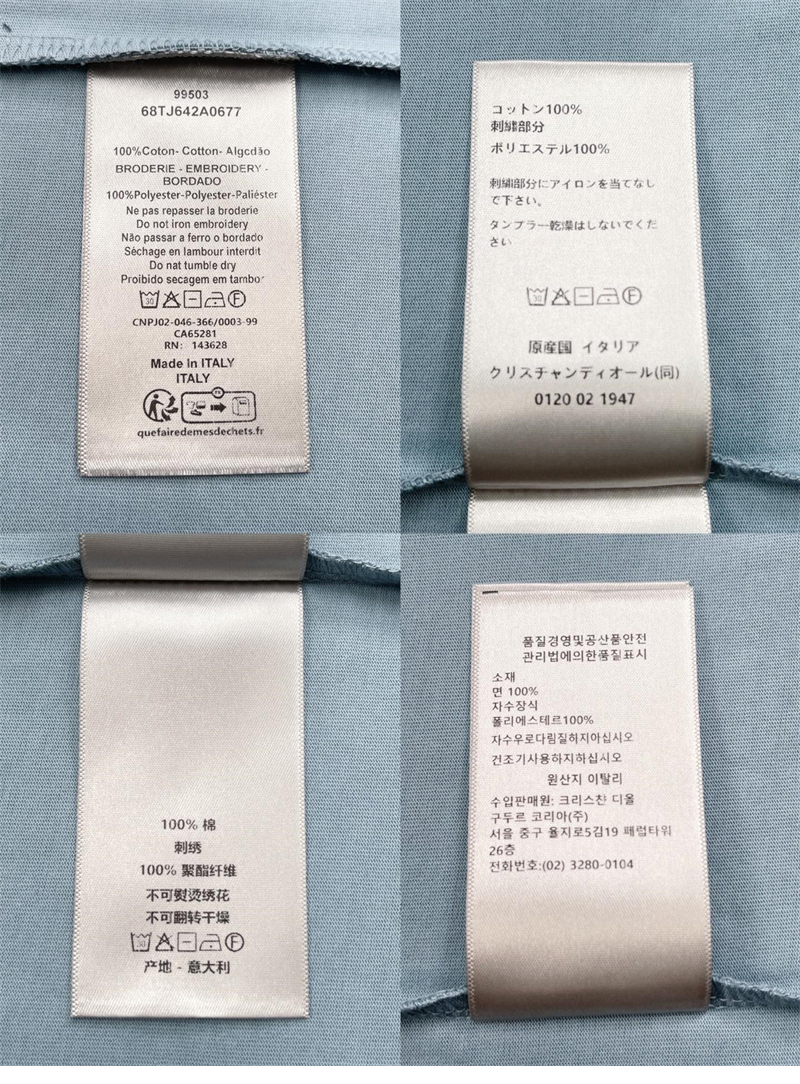 99503
68TJ642A0677
100%Coton- Cotton- Algcdão
BRODERIE - EMBROIDERY -
BORDADO
100%Polyester-Polyester-Paliéster
Ne pas repasser la broderie
Do not iron embroidery
Não passar a ferro o bordado
Séchage en lambour interdit
Do nat tumble dry
Proibido secagem em tambor
30
F
CNPJ02-046-366/0003-99
CA65281
RN: 143628
Made In ITALY
ITALY
FR
quefairedemesdechets.fr
コットン100%
刺繍部分
ポリエステル100%
刺繍部分にアイロンを当てなし
で下さい。
タンプラー乾燥はしないでくだ
さい
30
F
原産国 イタリア
クリスチャンディオール(同)
0120 02 1947
100% 棉
刺绣
100% 聚酯纤维
不可熨烫绣花
不可翻转干燥
30
F
产地 - 意大利
품질경영및공산품안전
관리법에의한품질표시
소재
면 100%
자수장식
폴리에스테르100%
자수우로다림질하지아십시오
건조기사용하지하십시오
원산지 이탈리
수입판매원: 크리스챤 디올
구두르 코리아(주)
서울 중구 율지로5김19 페럼타워
26층
전화번호:(02) 3280-0104